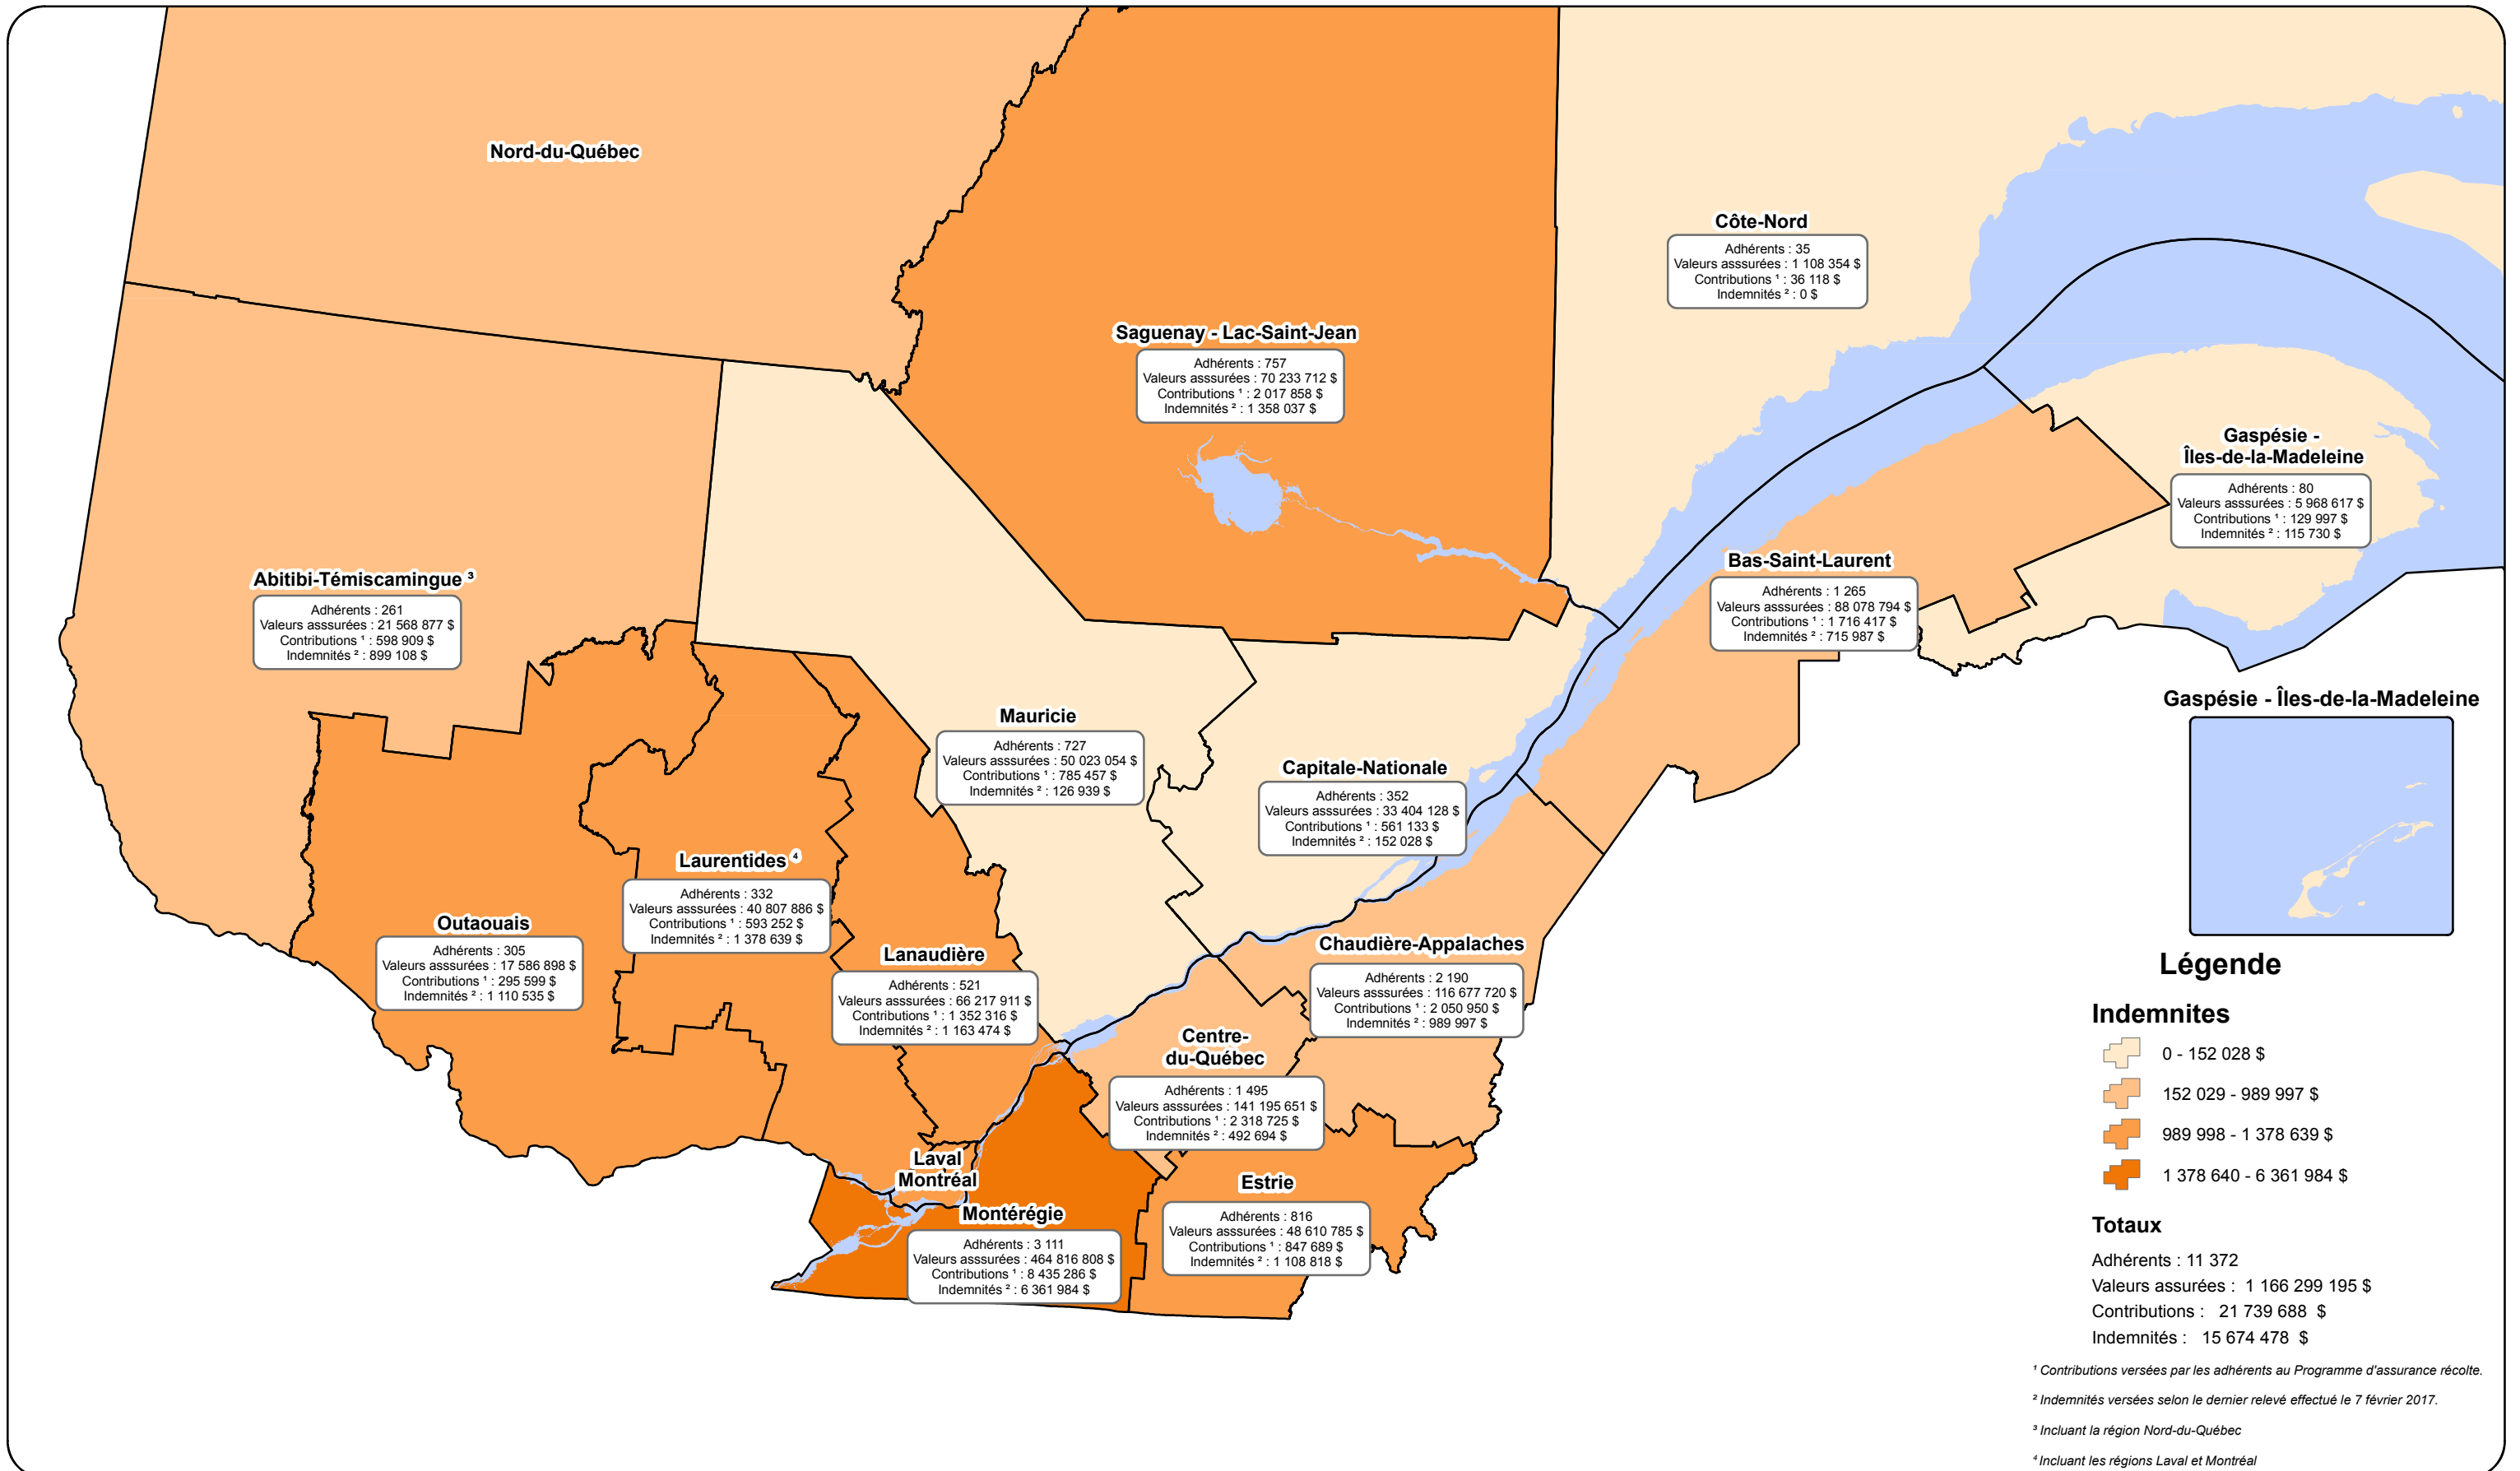 Nord-du-Québec
Côte-Nord
Adhérents : 35
Valeurs asssurées : 1 108 354 $
Contributions ¹ : 36 118 $
Indemnités ² : 0 $
Saguenay - Lac-Saint-Jean
Adhérents : 757
Valeurs asssurées : 70 233 712 $
Contributions ¹ : 2 017 858 $
Indemnités ² : 1 358 037 $
Gaspésie -
Îles-de-la-Madeleine
Adhérents : 80
Valeurs asssurées : 5 968 617 $
Contributions ¹ : 129 997 $
Indemnités ² : 115 730 $
Bas-Saint-Laurent
Adhérents : 1 265
Valeurs asssurées : 88 078 794 $
Contributions ¹ : 1 716 417 $
Indemnités ² : 715 987 $
Abitibi-Témiscamingue ³
Adhérents : 261
Valeurs asssurées : 21 568 877 $
Contributions ¹ : 598 909 $
Indemnités ² : 899 108 $
Mauricie
Adhérents : 727
Valeurs asssurées : 50 023 054 $
Contributions ¹ : 785 457 $
Indemnités ² : 126 939 $
Capitale-Nationale
Adhérents : 352
Valeurs asssurées : 33 404 128 $
Contributions ¹ : 561 133 $
Indemnités ² : 152 028 $
Laurentides ⁴
Adhérents : 332
Valeurs asssurées : 40 807 886 $
Contributions ¹ : 593 252 $
Indemnités ² : 1 378 639 $
Outaouais
Adhérents : 305
Valeurs asssurées : 17 586 898 $
Contributions ¹ : 295 599 $
Indemnités ² : 1 110 535 $
Lanaudière
Adhérents : 521
Valeurs asssurées : 66 217 911 $
Contributions ¹ : 1 352 316 $
Indemnités ² : 1 163 474 $
Chaudière-Appalaches
Adhérents : 2 190
Valeurs asssurées : 116 677 720 $
Contributions ¹ : 2 050 950 $
Indemnités ² : 989 997 $
Centre-
du-Québec
Adhérents : 1 495
Valeurs asssurées : 141 195 651 $
Contributions ¹ : 2 318 725 $
Indemnités ² : 492 694 $
Laval
Montréal
Montérégie
Adhérents : 3 111
Valeurs asssurées : 464 816 808 $
Contributions ¹ : 8 435 286 $
Indemnités ² : 6 361 984 $
Estrie
Adhérents : 816
Valeurs asssurées : 48 610 785 $
Contributions ¹ : 847 689 $
Indemnités ² : 1 108 818 $
Gaspésie - Îles-de-la-Madeleine
Légende
Indemnites
0 - 152 028 $
152 029 - 989 997 $
989 998 - 1 378 639 $
1 378 640 - 6 361 984 $
Totaux
Adhérents : 11 372
Valeurs assurées : 1 166 299 195 $
Contributions : 21 739 688 $
Indemnités : 15 674 478 $
¹ Contributions versées par les adhérents au Programme d'assurance récolte.
² Indemnités versées selon le dernier relevé effectué le 7 février 2017.
³ Incluant la région Nord-du-Québec
⁴ Incluant les régions Laval et Montréal